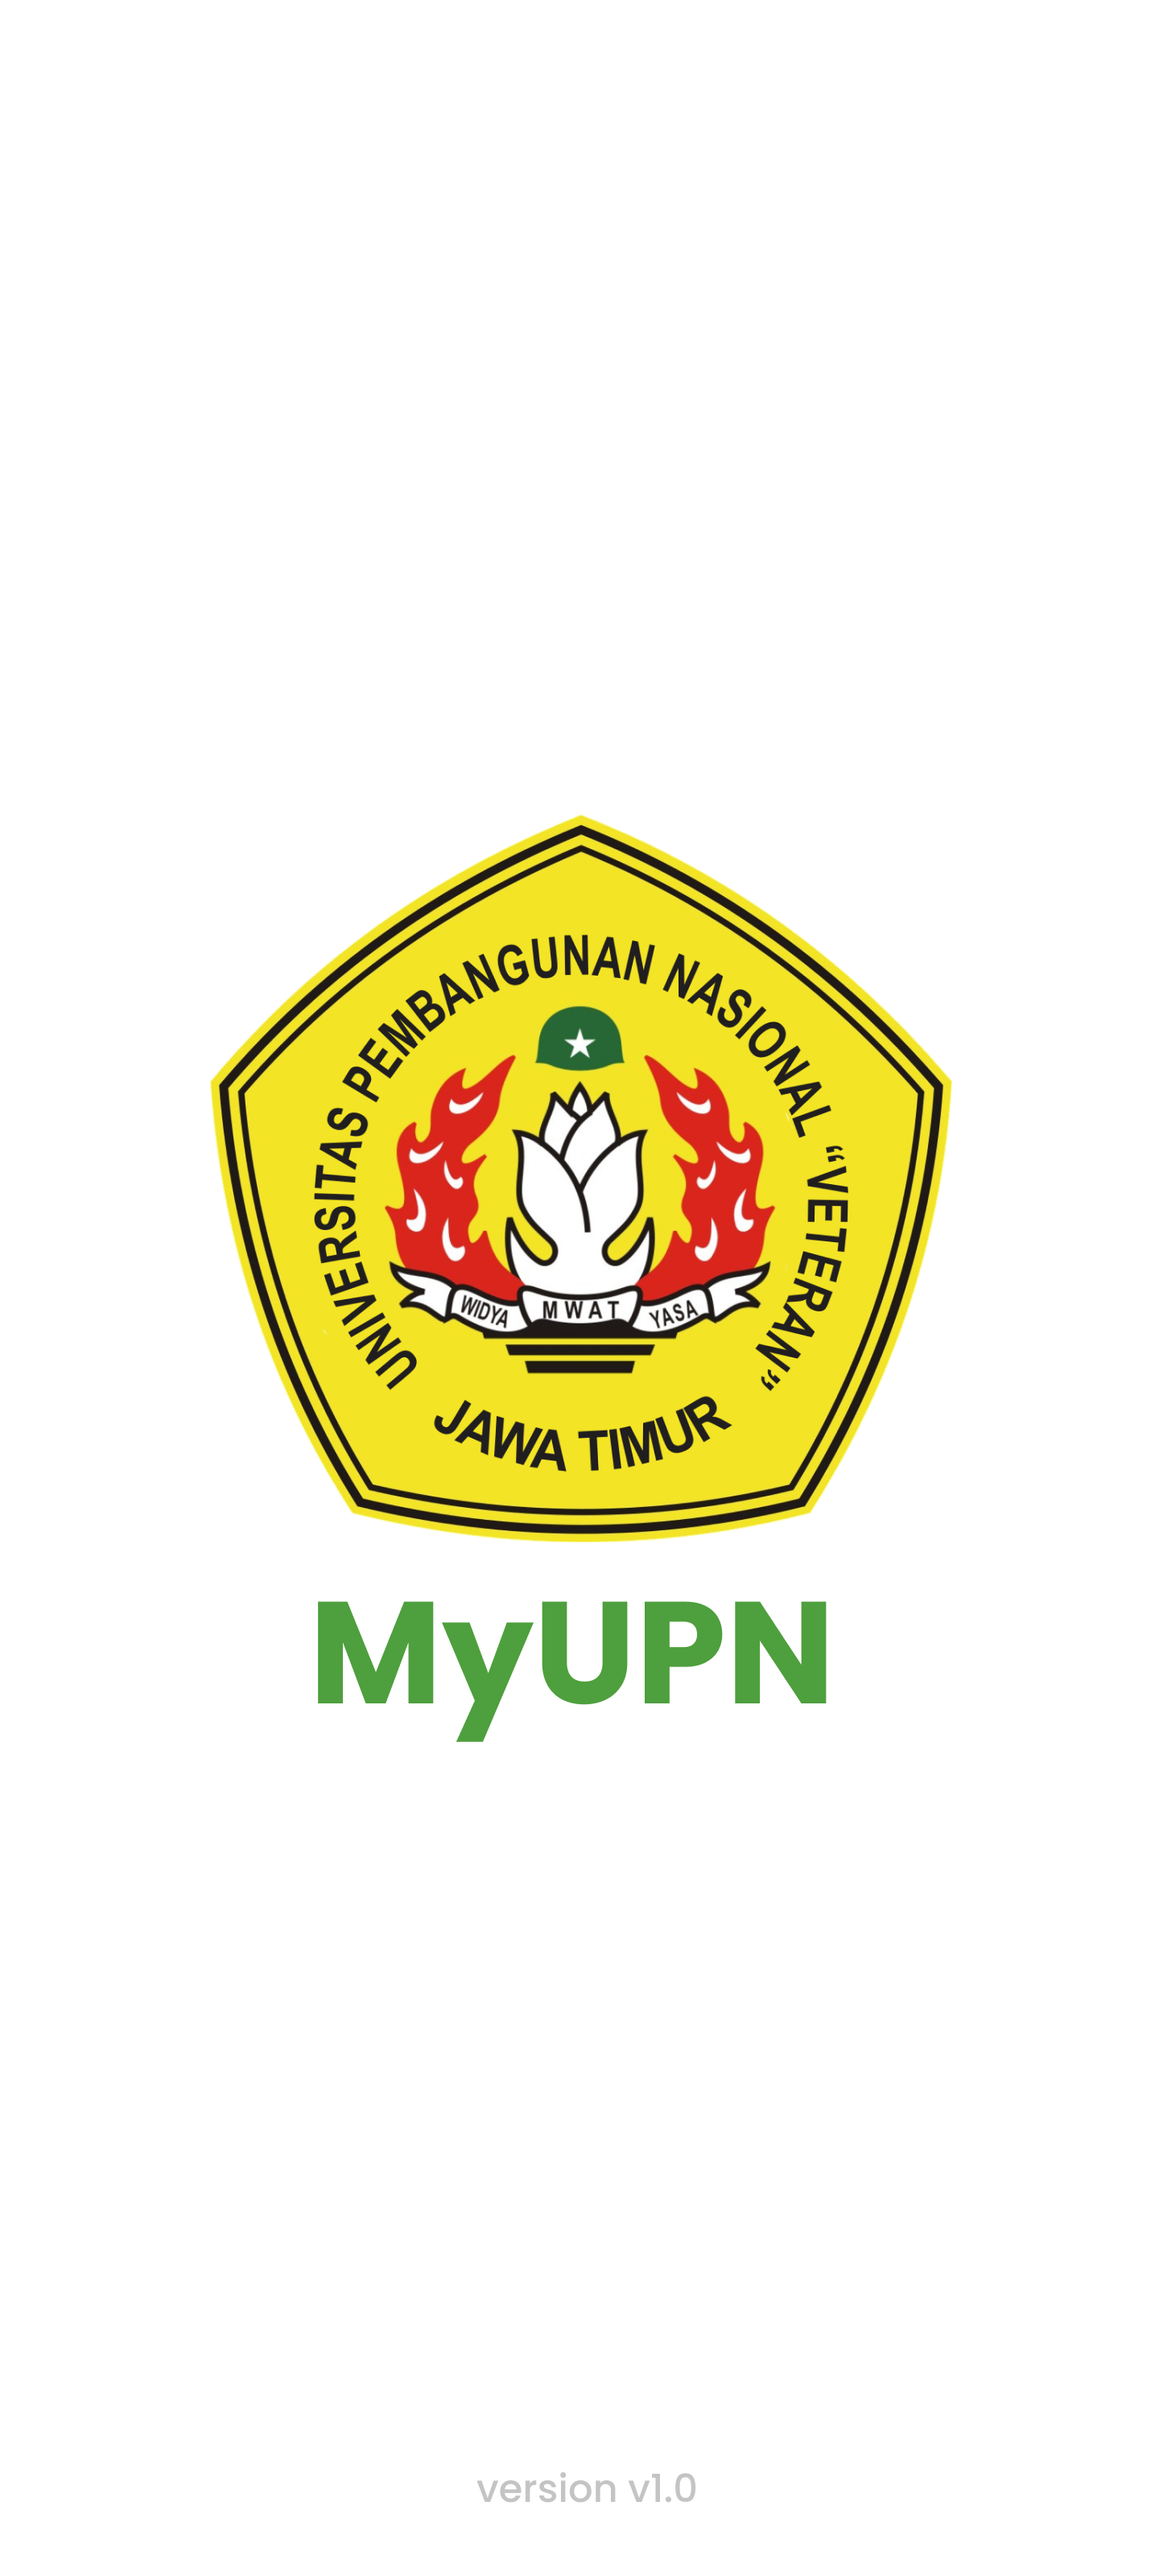 UNIVERSITAS PEMBANGUNAN NASIONAL “VETERAN“
WIDYA MWAT YASA
JAWA TIMUR
MyUPN
version v1.0